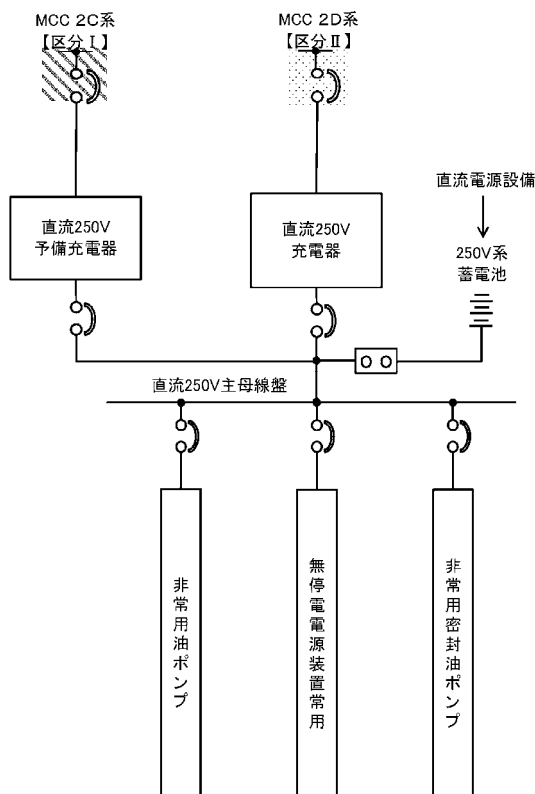 MCC 2C系
【区分Ⅰ】
MCC 2D系
【区分Ⅱ】
直流電源設備
直流250V
予備充電器
直流250V
充電器
250V系
蓄電池
直流250V主母線盤
非常用油ポンプ
無停電電源装置常用
非常用密封油ポンプ